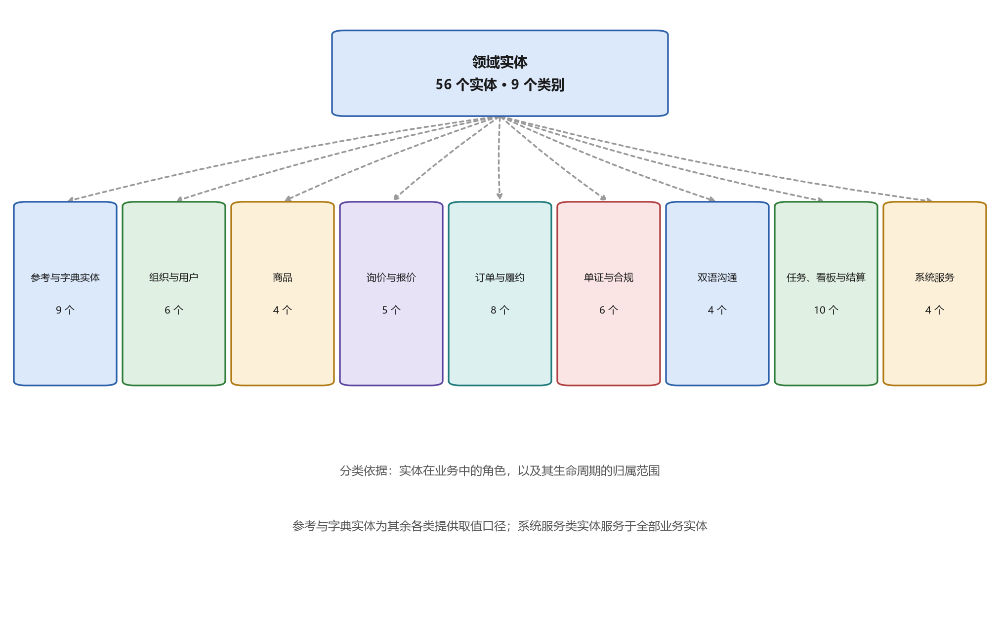 领域实体
56 个实体 • 9 个类别
参考与字典实体
9 个
组织与用户
6 个
商品
4 个
询价与报价
5 个
订单与履约
8 个
单证与合规
6 个
双语沟通
4 个
任务、看板与结算
10 个
系统服务
4 个
分类依据：实体在业务中的角色，以及其生命周期的归属范围
参考与字典实体为其余各类提供取值口径；系统服务类实体服务于全部业务实体